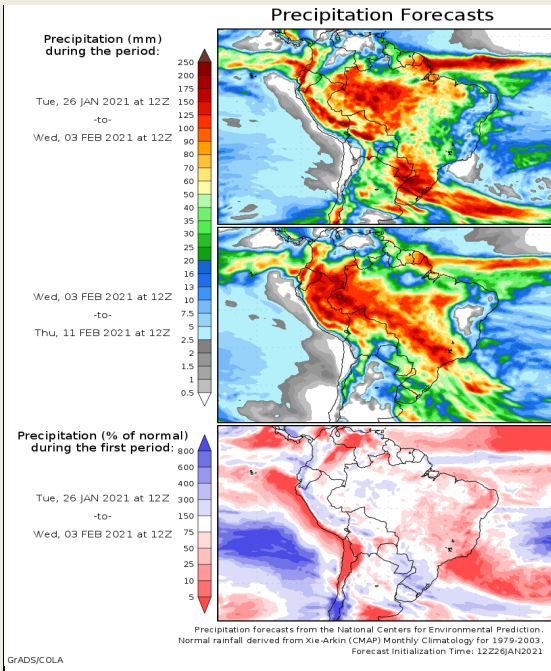 Precipitation Forecasts
Precipitation (mm)
during the period:
250
200
175
150
125
100
90
80
70
60
50
40
35
30
25
20
16
13
10
7.5
5
2.5
2
1.5
1
0.5
Tue, 26 JAN 2021 at 12Z
-to-
Wed, 03 FEB 2021 at 12Z
Wed, 03 FEB 2021 at 12Z
-to-
Thu, 11 FEB 2021 at 12Z
Precipitation (% of normal)
during the first period:
800
600
400
300
150
75
50
25
10
5
Tue, 26 JAN 2021 at 12Z
-to-
Wed, 03 FEB 2021 at 12Z
Precipitation forecasts from the National Centers for Environmental Prediction.
Normal rainfall derived from Xie-Arkin (CMAP) Monthly Climatology for 1979-2003.
Forecast Initialization Time: 12Z26JAN2021
GrADS/COLA